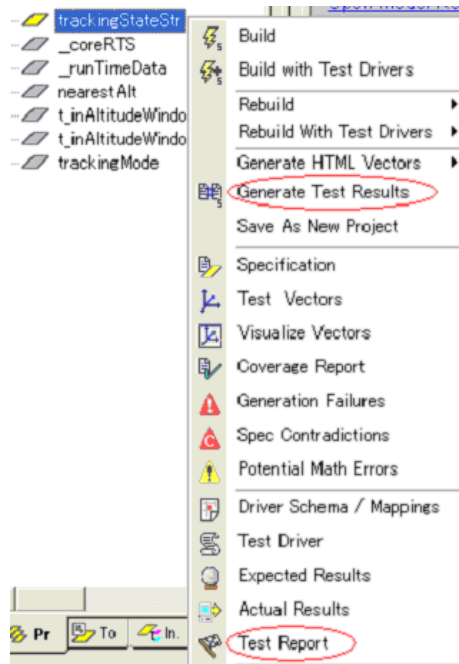 trackingStateStr
_coreRTS
_runTimeData
nearestAlt
t_inAltitudeWindo
t_inAltitudeWindo
trackingMode
Build
Build with Test Drivers
Rebuild
Rebuild With Test Drivers
Generate HTML Vectors
Generate Test Results
Save As New Project
Specification
Test Vectors
Visualize Vectors
Coverage Report
Generation Failures
Spec Contradictions
Potential Math Errors
Driver Schema / Mappings
Test Driver
Expected Results
Actual Results
Test Report
Pr
To
In.